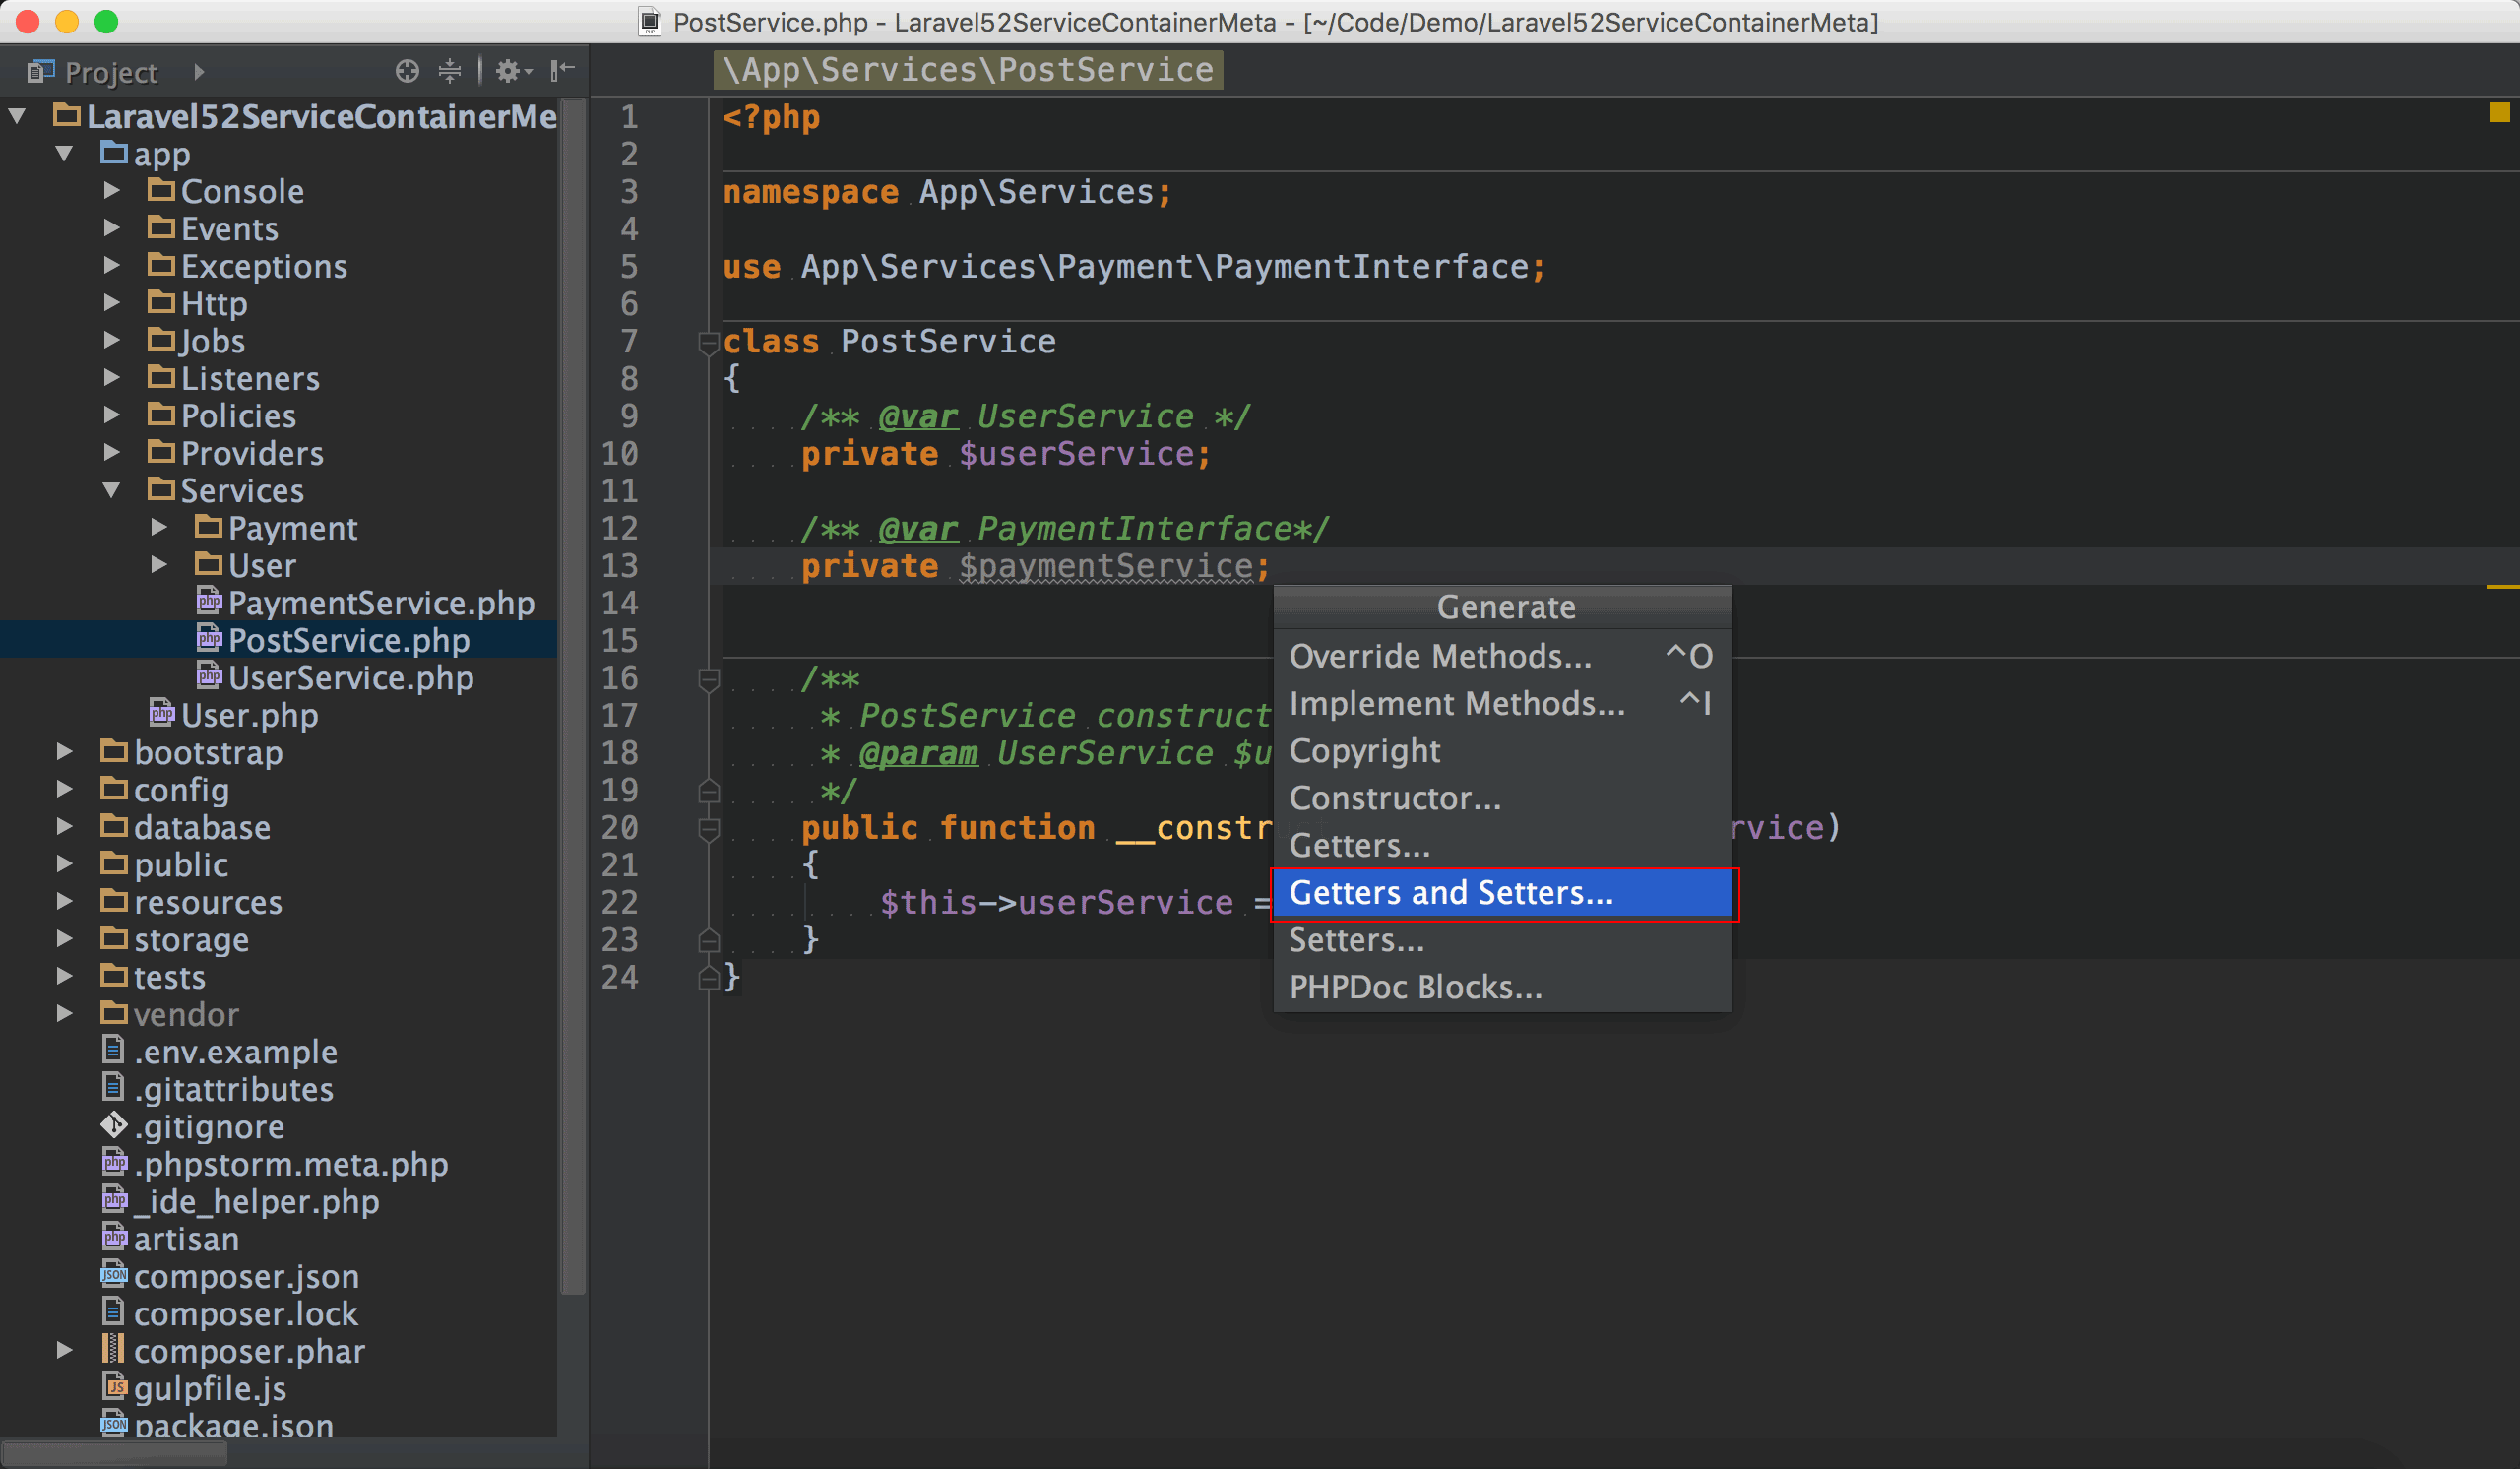 PostService.php - Laravel52ServiceContainerMeta - [~/Code/Demo/Laravel52ServiceContainerMeta]
Project
Laravel52ServiceContainerMe
app
Console
Events
Exceptions
Http
Jobs
Listeners
Policies
Providers
Services
Payment
User
PaymentService.php
PostService.php
UserService.php
User.php
bootstrap
config
database
public
resources
storage
tests
vendor
.env.example
.gitattributes
.gitignore
.phpstorm.meta.php
_ide_helper.php
artisan
composer.json
composer.lock
composer.phar
gulpfile.js
package.json
\App\Services\PostService
1 <?php
2
3 namespace App\Services;
4
5 use App\Services\Payment\PaymentInterface;
6
7 class PostService
8 {
9 /** @var UserService */
10 private $userService;
11
12 /** @var PaymentInterface*/
13 private $paymentService;
14
15
16 /**
17 * PostService construct
18 * @param UserService $u
19 */
20 public function __constr rvice)
21 {
22 $this->userService =
23 }
24 }
Generate
Override Methods... ^O
Implement Methods... ^I
Copyright
Constructor...
Getters...
Getters and Setters...
Setters...
PHPDoc Blocks...